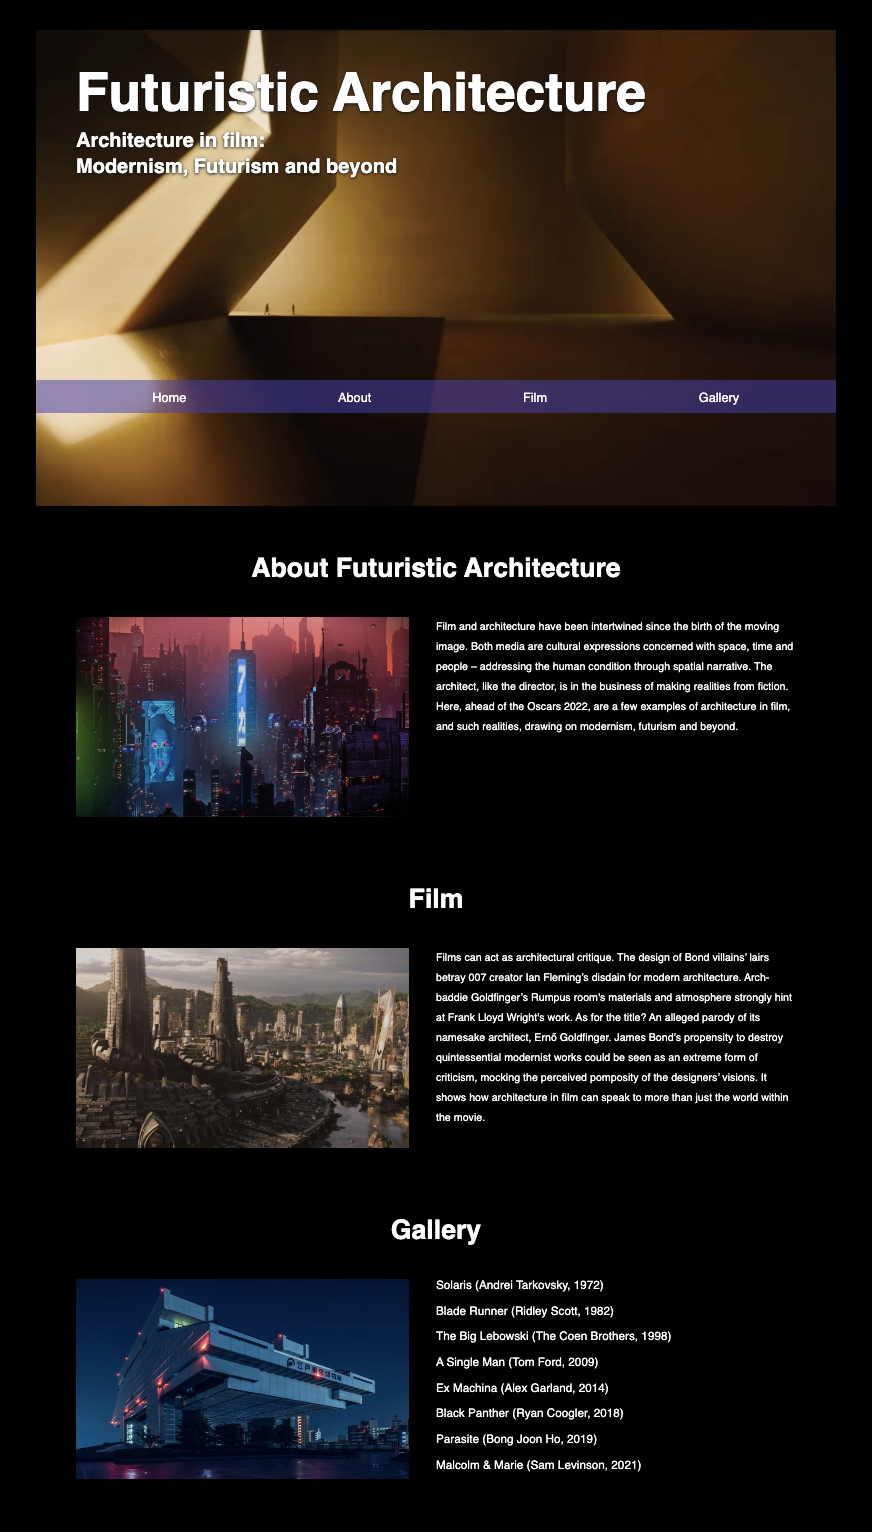 Futuristic Architecture
Architecture in film:
Modernism, Futurism and beyond
Home About Film Gallery
About Futuristic Architecture
Film and architecture have been intertwined since the birth of the moving
image. Both media are cultural expressions concerned with space, time and
people – addressing the human condition through spatial narrative. The
architect, like the director, is in the business of making realities from fiction.
Here, ahead of the Oscars 2022, are a few examples of architecture in film,
and such realities, drawing on modernism, futurism and beyond.
Film
Films can act as architectural critique. The design of Bond villains’ lairs
betray 007 creator Ian Fleming’s disdain for modern architecture. Arch-
baddie Goldfinger’s Rumpus room’s materials and atmosphere strongly hint
at Frank Lloyd Wright’s work. As for the title? An alleged parody of its
namesake architect, Ernő Goldfinger. James Bond’s propensity to destroy
quintessential modernist works could be seen as an extreme form of
criticism, mocking the perceived pomposity of the designers’ visions. It
shows how architecture in film can speak to more than just the world within
the movie.
Gallery
Solaris (Andrei Tarkovsky, 1972)
Blade Runner (Ridley Scott, 1982)
The Big Lebowski (The Coen Brothers, 1998)
A Single Man (Tom Ford, 2009)
Ex Machina (Alex Garland, 2014)
Black Panther (Ryan Coogler, 2018)
Parasite (Bong Joon Ho, 2019)
Malcolm & Marie (Sam Levinson, 2021)